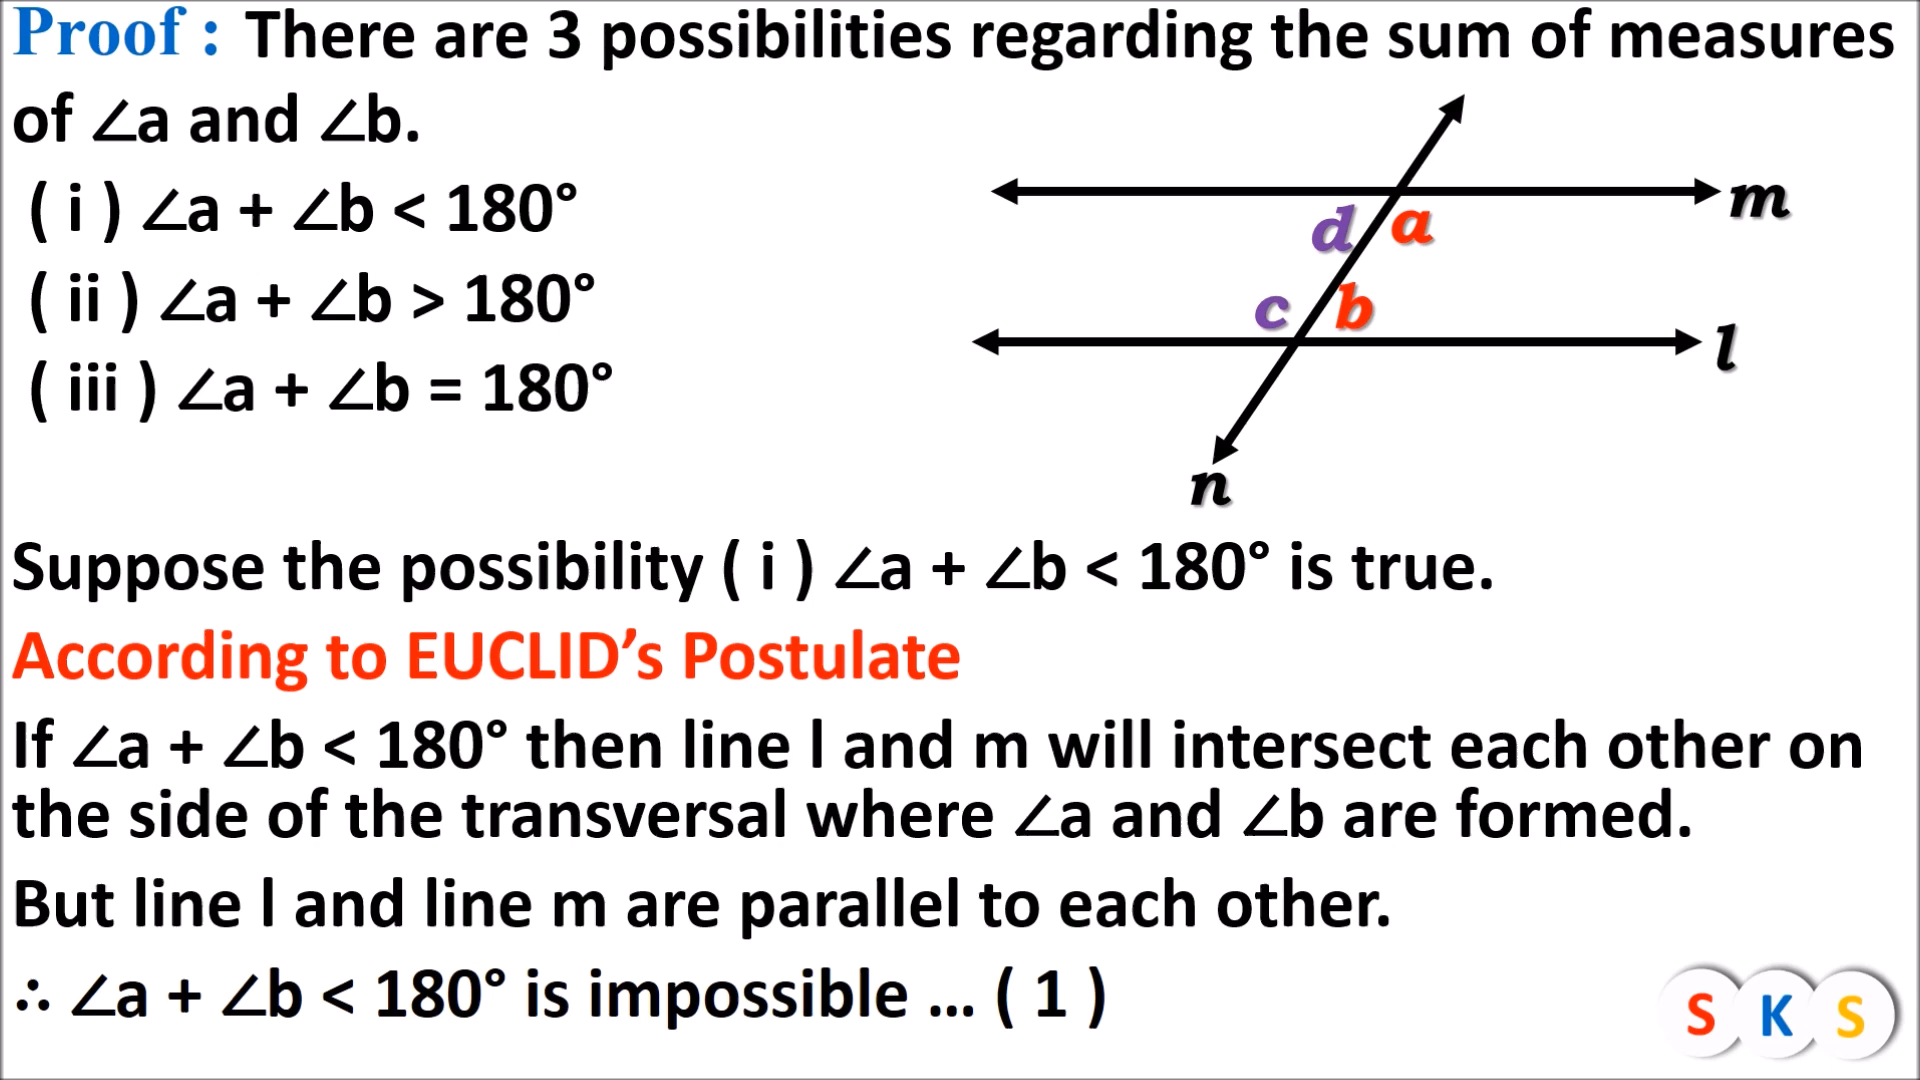 Proof : There are 3 possibilities regarding the sum of measures
of ∠a and ∠b.
( i ) ∠a + ∠b < 180°
( ii ) ∠a + ∠b > 180°
( iii ) ∠a + ∠b = 180°
m
d a
c b
l
n
Suppose the possibility ( i ) ∠a + ∠b < 180° is true.
According to EUCLID’s Postulate
If ∠a + ∠b < 180° then line l and m will intersect each other on
the side of the transversal where ∠a and ∠b are formed.
But line l and line m are parallel to each other.
∴ ∠a + ∠b < 180° is impossible ... ( 1 )
S K S